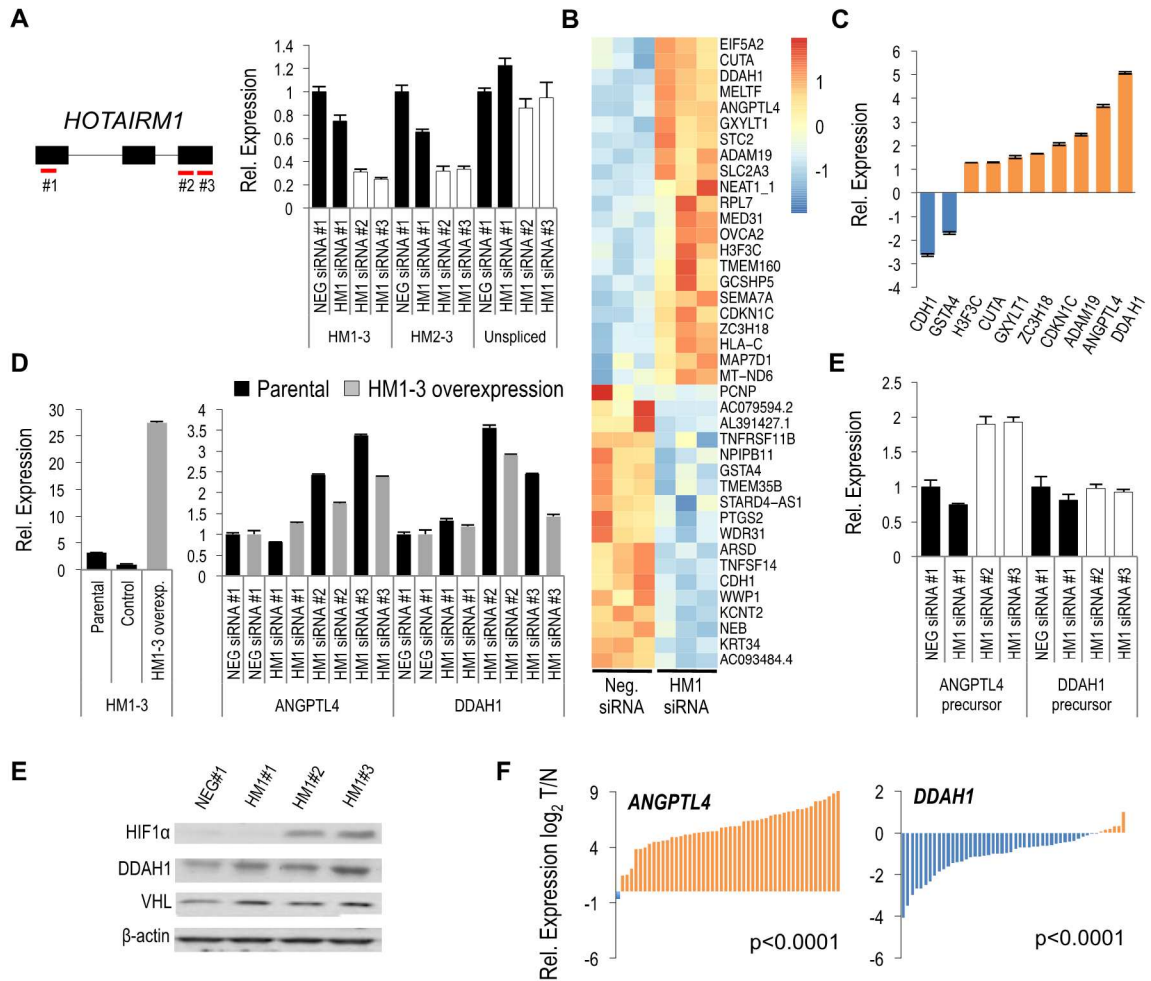 A
HOTAIRM1
#1
#2
#3
Rel. Expression
1.4
1.2
1
0.8
0.6
0.4
0.2
0
NEG siRNA #1
HM1 siRNA #1
HM1 siRNA #2
HM1 siRNA #3
NEG siRNA #1
HM1 siRNA #1
HM1 siRNA #2
HM1 siRNA #3
NEG siRNA #1
HM1 siRNA #1
HM1 siRNA #2
HM1 siRNA #3
HM1-3
HM2-3
Unspliced
B
EIF5A2
CUTA
DDAH1
MELTF
ANGPTL4
GXYLT1
STC2
ADAM19
SLC2A3
NEAT1_1
RPL7
MED31
OVCA2
H3F3C
TMEM160
GCSHP5
SEMA7A
CDKN1C
ZC3H18
HLA-C
MAP7D1
MT-ND6
PCNP
AC079594.2
AL391427.1
TNFRSF11B
NPIPB11
GSTA4
TMEM35B
STARD4-AS1
PTGS2
WDR31
ARSD
TNFSF14
CDH1
WWP1
KCNT2
NEB
KRT34
AC093484.4
1
0
-1
Neg. siRNA
HM1 siRNA
C
Rel. Expression
6
5
4
3
2
1
0
-1
-2
-3
-4
CDH1
GSTA4
H3F3C
CUTA
GXYLT1
ZC3H18
CDKN1C
ADAM19
ANGPTL4
DDA H1
D
Parental
HM1-3 overexpression
Rel. Expression
30
25
20
15
10
5
0
Parental
Control
HM1-3 overexp.
HM1-3
4
3.5
3
2.5
2
1.5
1
0.5
0
NEG siRNA #1
NEG siRNA #1
HM1 siRNA #1
HM1 siRNA #1
HM1 siRNA #2
HM1 siRNA #2
HM1 siRNA #3
HM1 siRNA #3
NEG siRNA #1
NEG siRNA #1
HM1 siRNA #1
HM1 siRNA #1
HM1 siRNA #2
HM1 siRNA #2
HM1 siRNA #3
HM1 siRNA #3
ANGPTL4
DDAH1
E
Rel. Expression
2.5
2
1.5
1
0.5
0
NEG siRNA #1
HM1 siRNA #1
HM1 siRNA #2
HM1 siRNA #3
NEG siRNA #1
HM1 siRNA #1
HM1 siRNA #2
HM1 siRNA #3
ANGPTL4 precursor
DDAH1 precursor
E
NEG#1
HM1#1
HM1#2
HM1#3
HIF1α
DDAH1
VHL
β-actin
F
Rel. Expression log2 T/N
9
4
-1
-6
ANGPTL4
p<0.0001
2
0
-2
-4
-6
DDAH1
p<0.0001